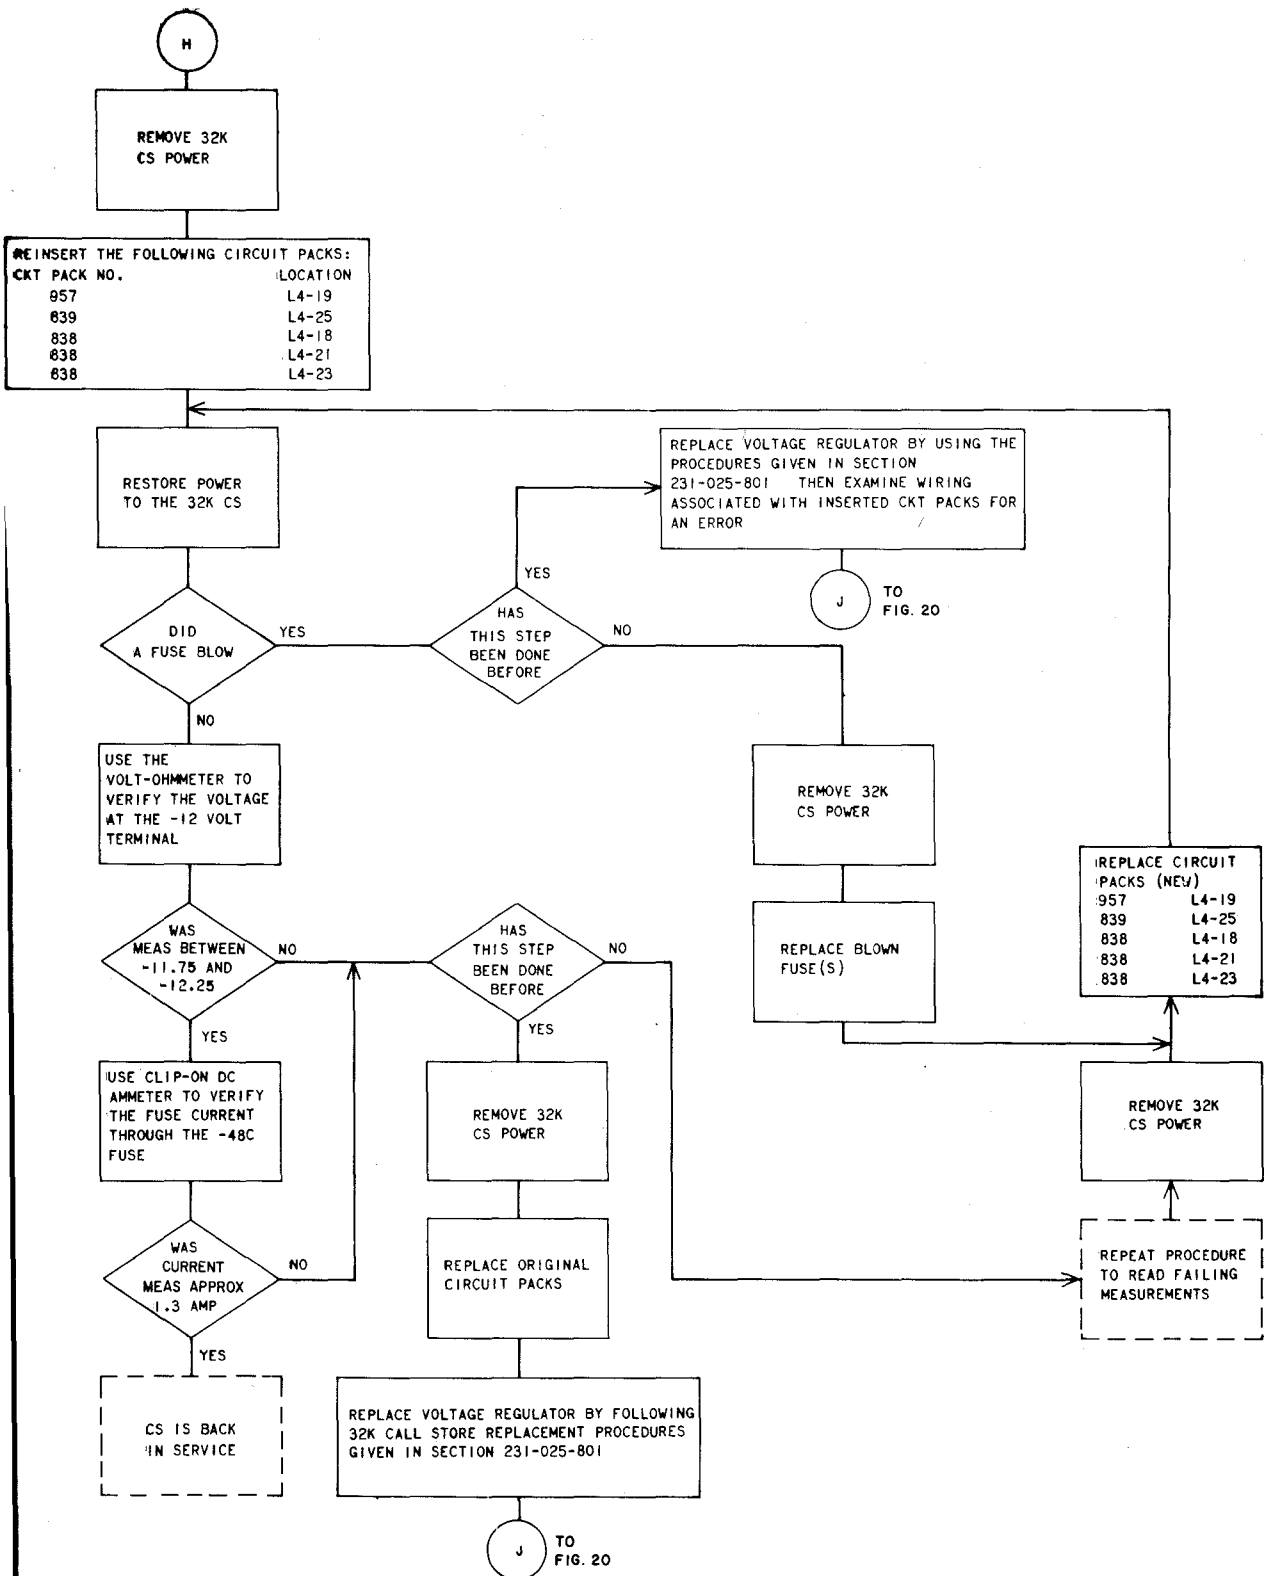 H
REMOVE 32K
CS POWER
REINSERT THE FOLLOWING CIRCUIT PACKS:
CKT PACK NO. LOCATION
957 L4-19
839 L4-25
838 L4-18
838 L4-21
838 L4-23
RESTORE POWER
TO THE 32K CS
REPLACE VOLTAGE REGULATOR BY USING THE
PROCEDURES GIVEN IN SECTION
231-025-801 THEN EXAMINE WIRING
ASSOCIATED WITH INSERTED CKT PACKS FOR
AN ERROR
J
TO
FIG. 20
DID
A FUSE BLOW
YES
HAS
THIS STEP
BEEN DONE
BEFORE
YES
NO
NO
USE THE
VOLT-OHMMETER TO
VERIFY THE VOLTAGE
AT THE -12 VOLT
TERMINAL
REMOVE 32K
CS POWER
REPLACE BLOWN
FUSE(S)
REPLACE CIRCUIT
PACKS (NEW)
957 L4-19
839 L4-25
838 L4-18
838 L4-21
838 L4-23
WAS
MEAS BETWEEN
-11.75 AND
-12.25
NO
HAS
THIS STEP
BEEN DONE
BEFORE
NO
YES
YES
USE CLIP-ON DC
AMMETER TO VERIFY
THE FUSE CURRENT
THROUGH THE -48C
FUSE
REMOVE 32K
CS POWER
REMOVE 32K
CS POWER
WAS
CURRENT
MEAS APPROX
1.3 AMP
NO
REPLACE ORIGINAL
CIRCUIT PACKS
REPEAT PROCEDURE
TO READ FAILING
MEASUREMENTS
YES
CS IS BACK
IN SERVICE
REPLACE VOLTAGE REGULATOR BY FOLLOWING
32K CALL STORE REPLACEMENT PROCEDURES
GIVEN IN SECTION 231-025-801
J
TO
FIG. 20